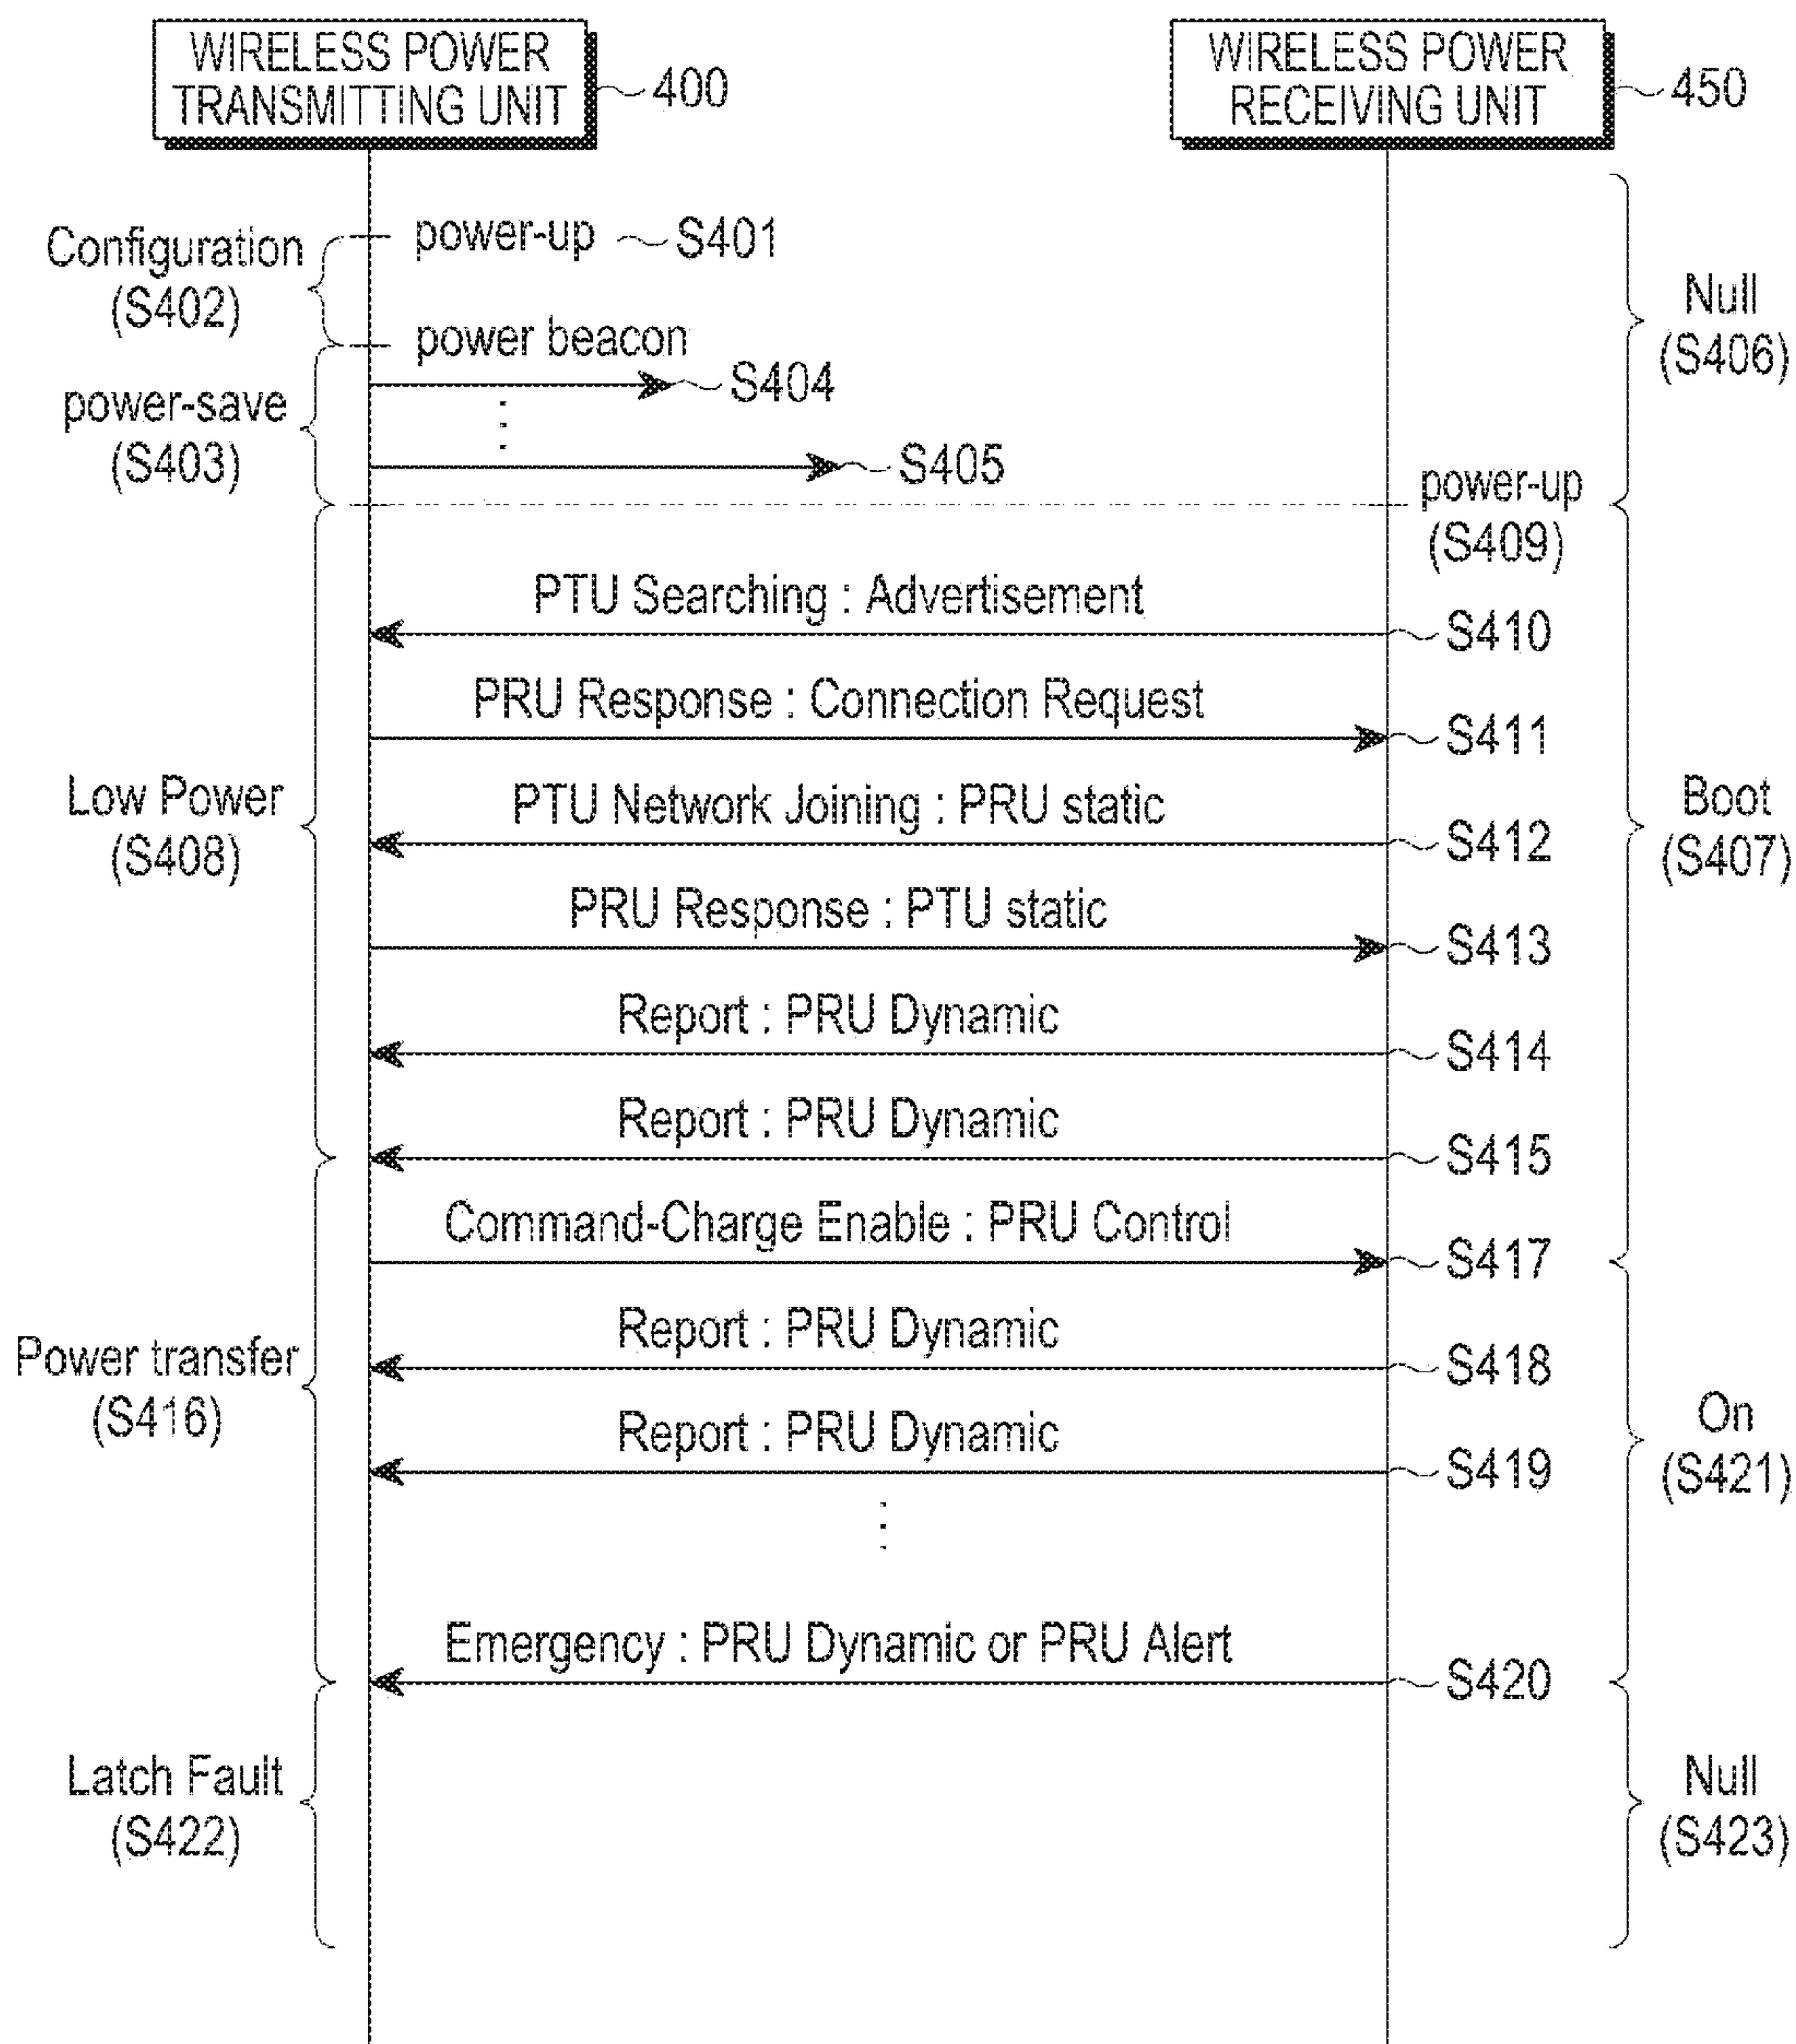 WIRELESS POWER
TRANSMITTING UNIT
400
WIRELESS POWER
RECEIVING UNIT
450
Configuration
(S402)
power-up
S401
Null
(S406)
power beacon
S404
power-save
(S403)
S405
power-up
(S409)
PTU Searching : Advertisement
S410
PRU Response : Connection Request
S411
Low Power
(S408)
Boot
(S407)
PTU Network Joining : PRU static
S412
PRU Response : PTU static
S413
Report : PRU Dynamic
S414
Report : PRU Dynamic
S415
Command-Charge Enable : PRU Control
S417
Power transfer
(S416)
Report : PRU Dynamic
S418
Report : PRU Dynamic
S419
On
(S421)
Emergency : PRU Dynamic or PRU Alert
S420
Latch Fault
(S422)
Null
(S423)